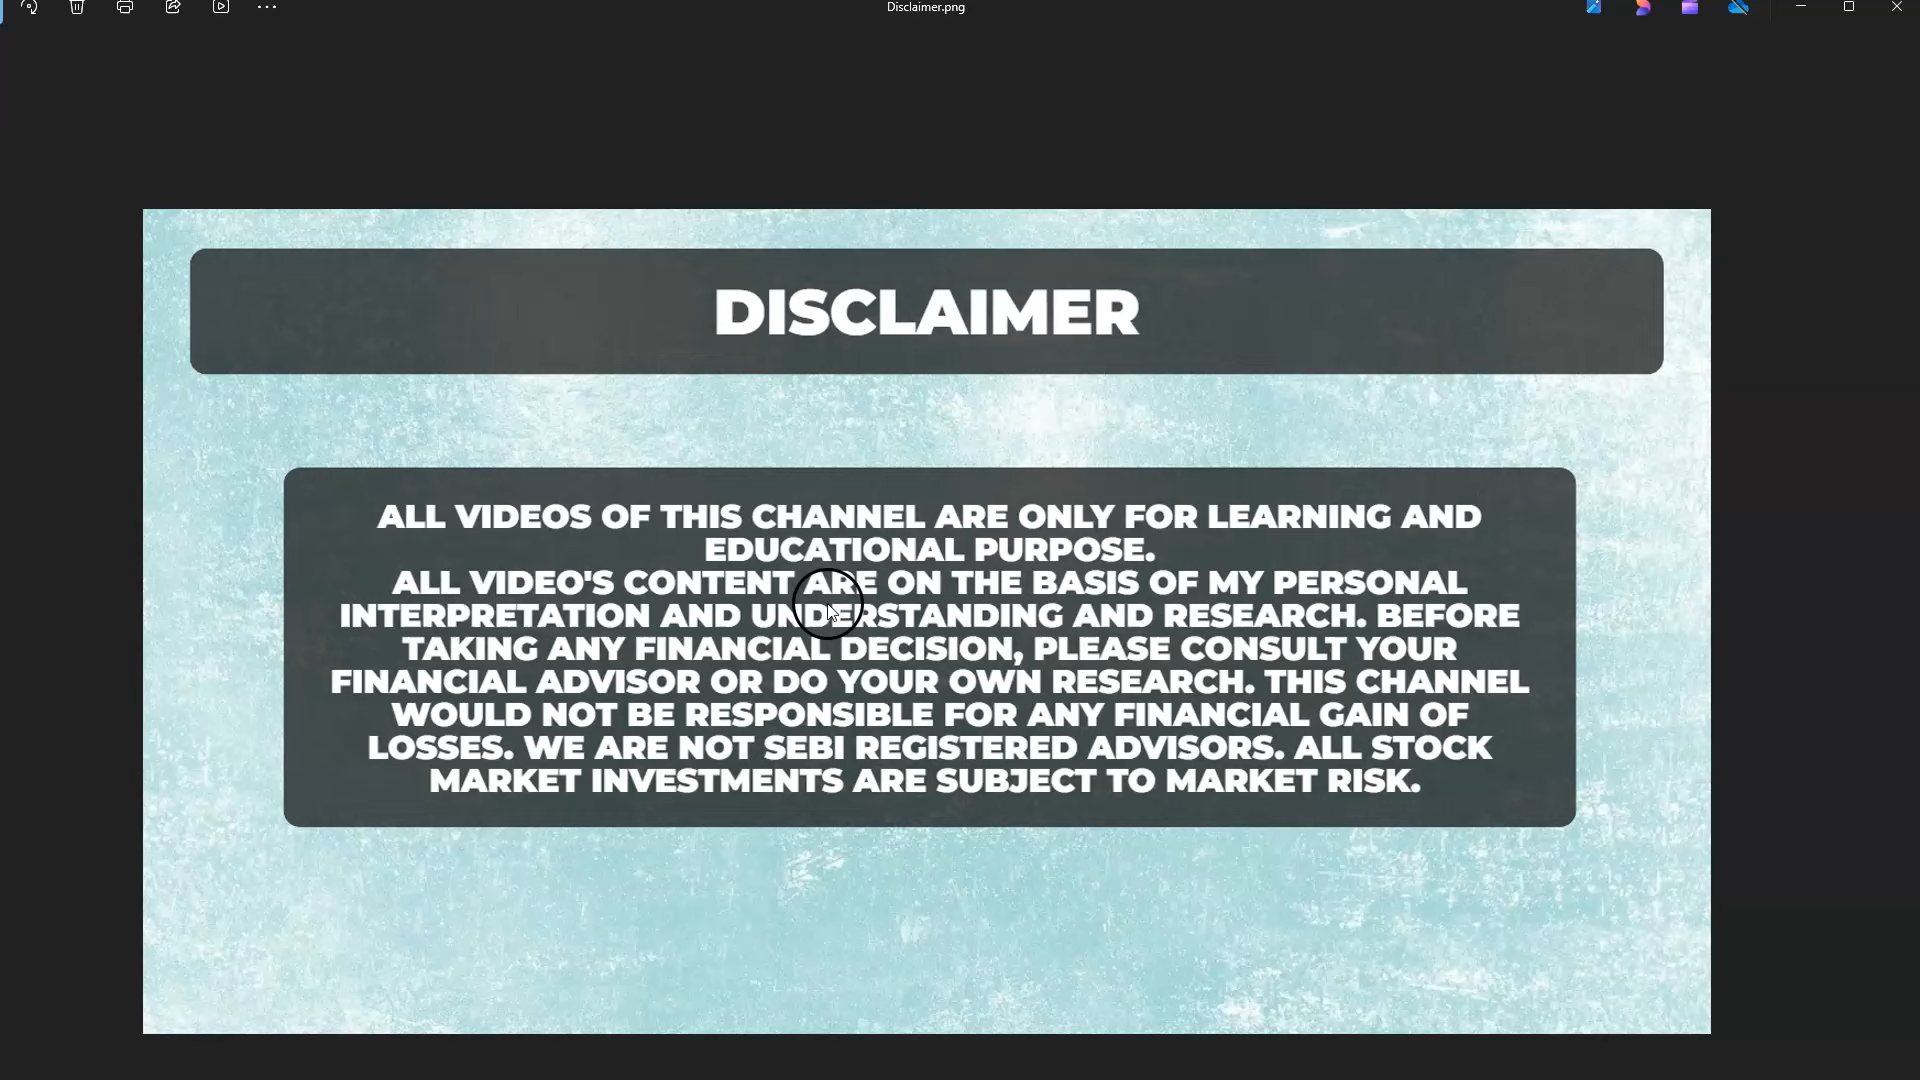 Disclaimer.png
DISCLAIMER
ALL VIDEOS OF THIS CHANNEL ARE ONLY FOR LEARNING AND
EDUCATIONAL PURPOSE.
ALL VIDEO'S CONTENT ARE ON THE BASIS OF MY PERSONAL
INTERPRETATION AND UNDERSTANDING AND RESEARCH. BEFORE
TAKING ANY FINANCIAL DECISION, PLEASE CONSULT YOUR
FINANCIAL ADVISOR OR DO YOUR OWN RESEARCH. THIS CHANNEL
WOULD NOT BE RESPONSIBLE FOR ANY FINANCIAL GAIN OF
LOSSES. WE ARE NOT SEBI REGISTERED ADVISORS. ALL STOCK
MARKET INVESTMENTS ARE SUBJECT TO MARKET RISK.